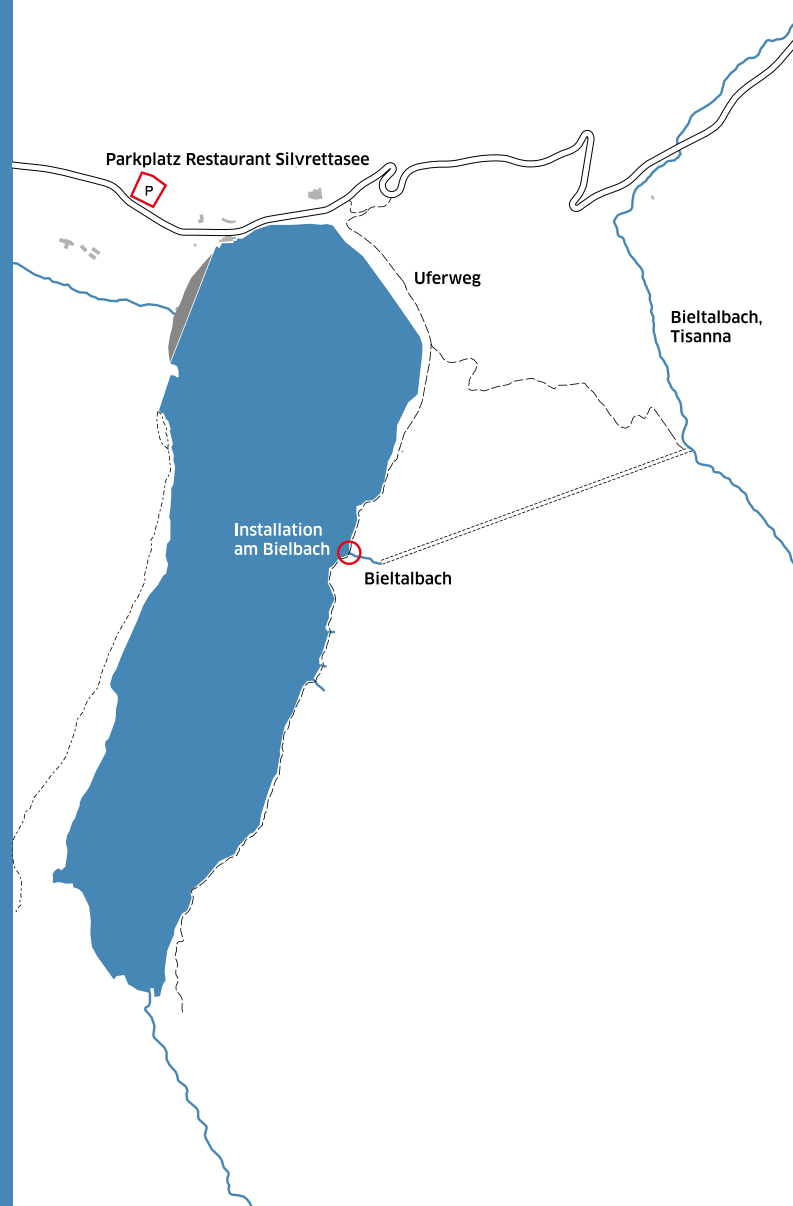 Parkplatz Restaurant Silvrettasee
P
Uferweg
Bieltalbach,
Tisanna
Installation
am Bielbach
Bieltalbach